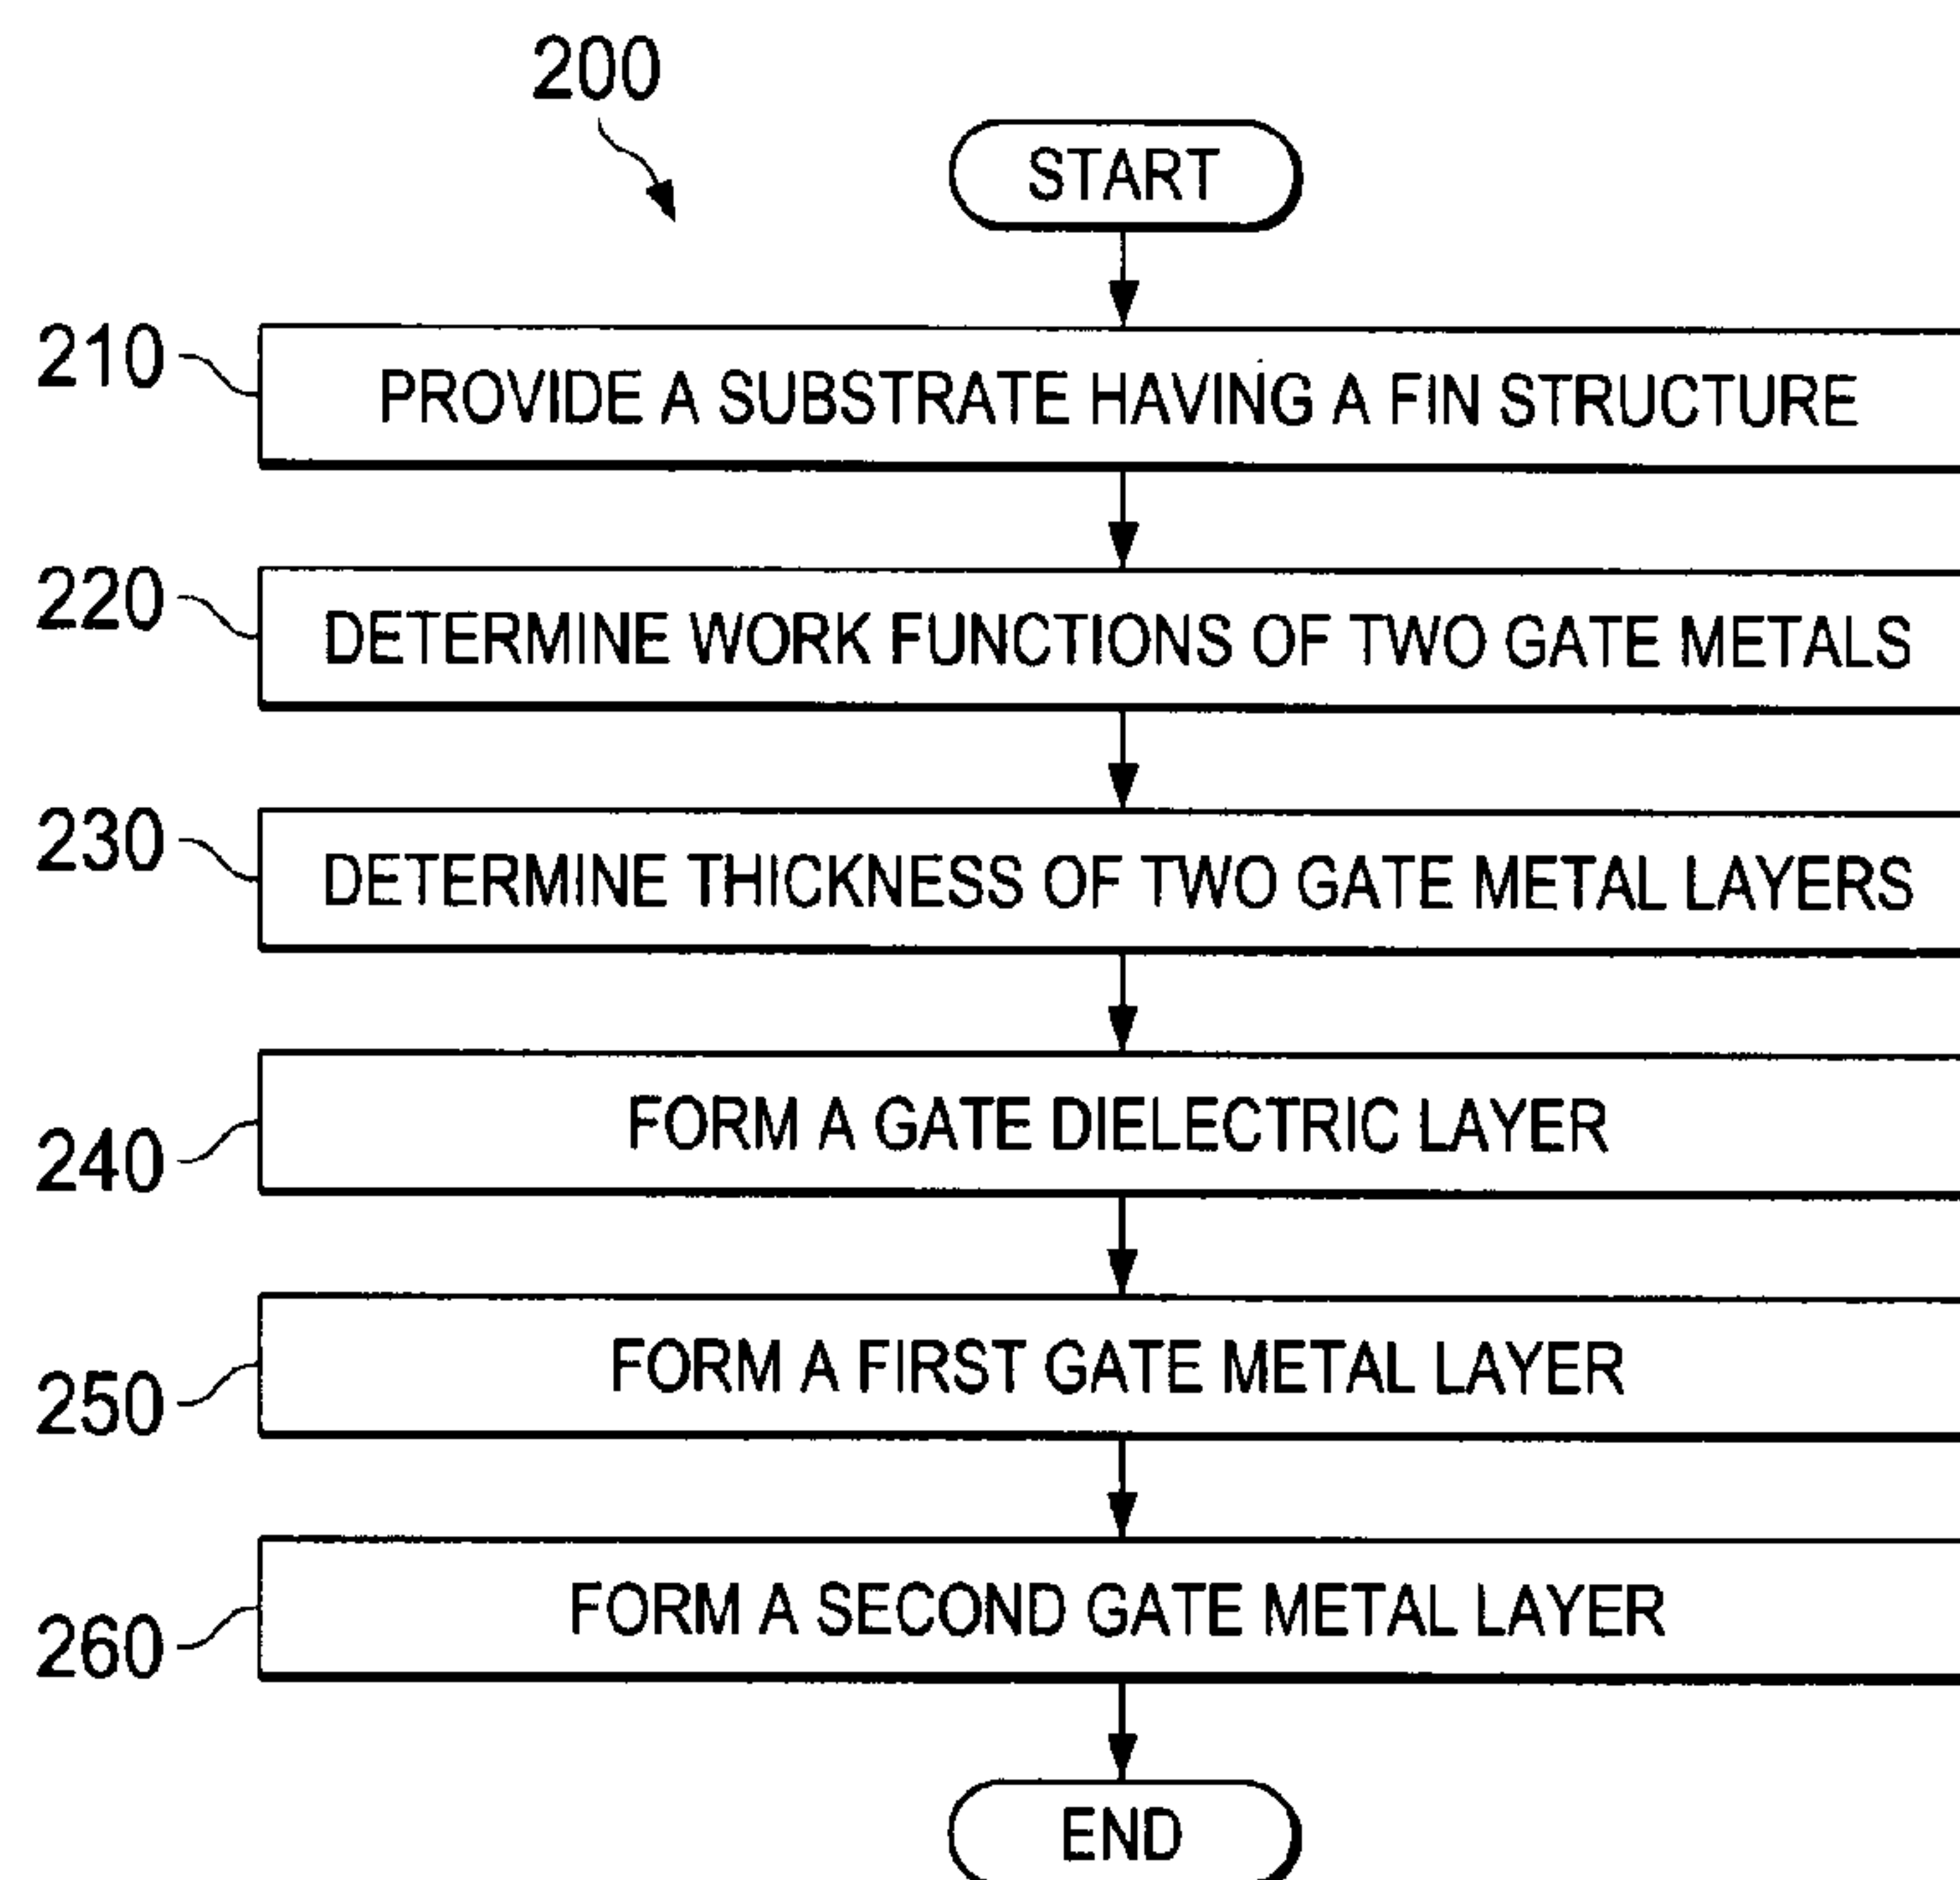 200
START
210
PROVIDE A SUBSTRATE HAVING A FIN STRUCTURE
220
DETERMINE WORK FUNCTIONS OF TWO GATE METALS
230
DETERMINE THICKNESS OF TWO GATE METAL LAYERS
240
FORM A GATE DIELECTRIC LAYER
250
FORM A FIRST GATE METAL LAYER
260
FORM A SECOND GATE METAL LAYER
END